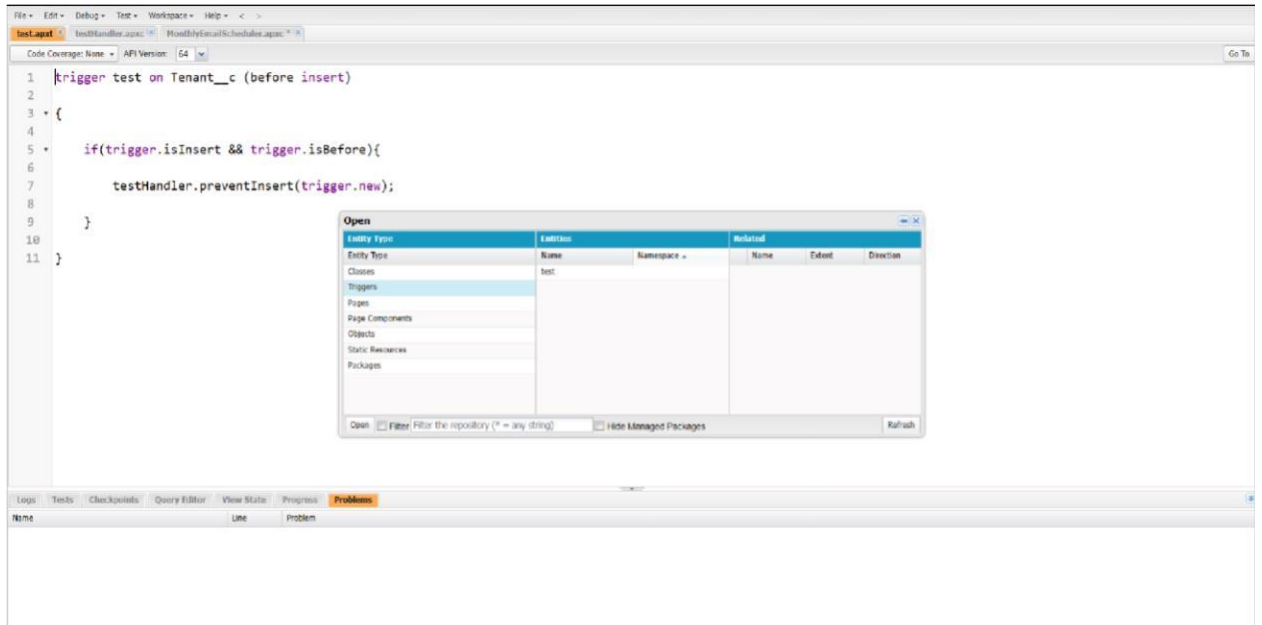 File Edit Debug Test Workspace Help < >
test.apxt testHandler.apxc MonthlyEmailScheduler.apxc *
Code Coverage: None API Version: 64 Go To
1 trigger test on Tenant__c (before insert)
2
3 {
4
5 if(trigger.isInsert && trigger.isBefore){
6
7 testHandler.preventInsert(trigger.new);
8
9 }
10
11 }
Open
Entity Type Entities Related
Entity Type Name Namespace Name Extent Direction
Classes test
Triggers
Pages
Page Components
Objects
Static Resources
Packages
Open Filter Filter the repository (* = any string) Hide Managed Packages Refresh
Logs Tests Checkpoints Query Editor View State Progress Problems
Name Line Problem